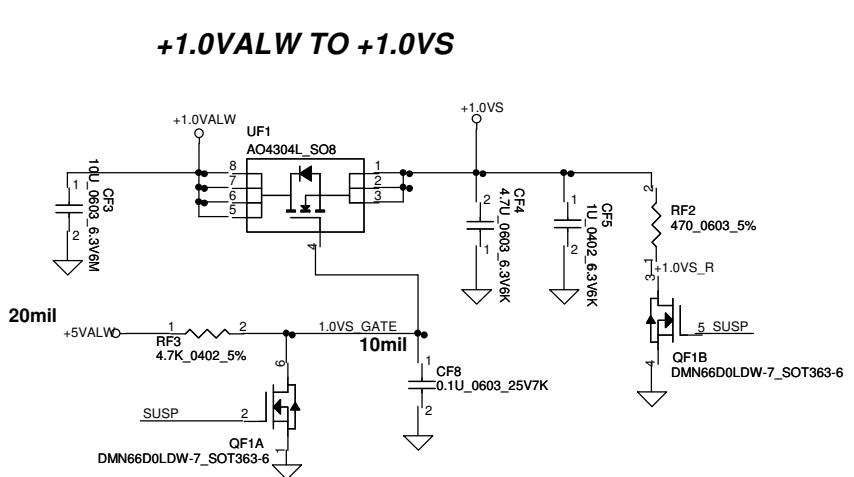 +1.0VALW TO +1.0VS
+1.0VALW
+1.0VS
UF1
AO4304L_SO8
8
7
6
5
1
2
3
4
1
2
CF3
10U_0603_6.3V6M
2
1
CF4
4.7U_0603_6.3V6K
1
2
CF5
1U_0402_6.3V6K
2
1
RF2
470_0603_5%
+1.0VS_R
3
5 SUSP
4
QF1B
DMN66D0LDW-7_SOT363-6
20mil
+5VALW
1
2
RF3
4.7K_0402_5%
1.0VS_GATE
10mil
1
2
CF8
0.1U_0603_25V7K
6
SUSP
2
1
QF1A
DMN66D0LDW-7_SOT363-6